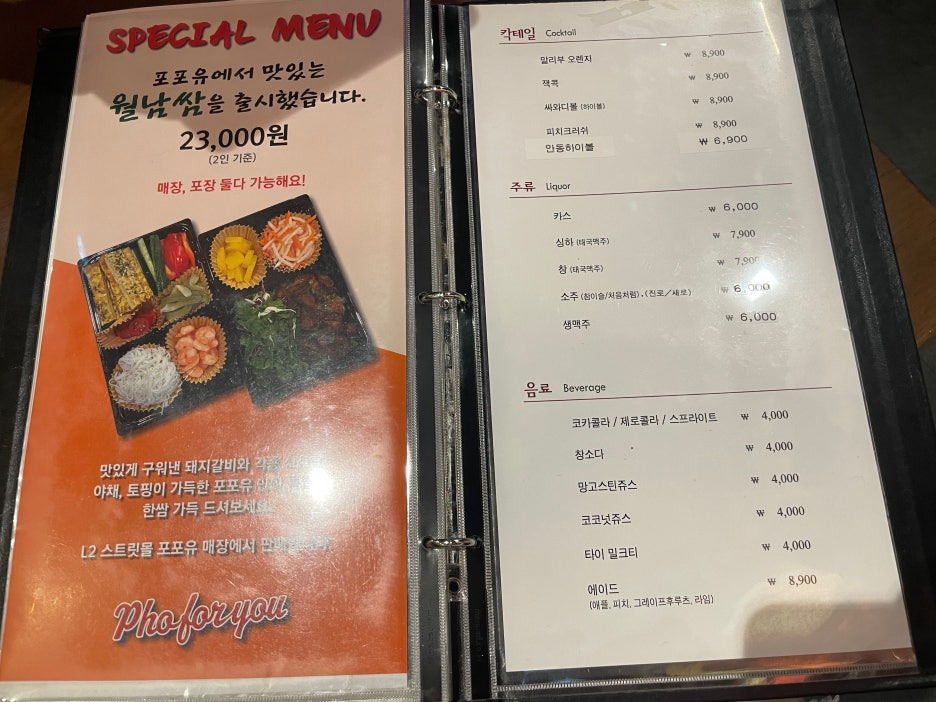 SPECIAL MENU
포포유에서 맛있는
월남쌈을 출시했습니다.
23,000원
(2인 기준)
매장, 포장 둘다 가능해요!
맛있게 구워낸 돼지갈비와
야채, 토핑이 가득한 포포유
한쌈 가득 드셔보세요.
L2 스트릿몰 포포유 매장에서
Pho for you
칵테일 Cocktail
말리부 오렌지 ₩ 8,900
잭콕 ₩ 8,900
싸와디볼 (하이볼) ₩ 8,900
피치크러쉬 ₩ 8,900
안동하이볼 ₩ 6,900
주류 Liquor
카스 ₩ 6,000
싱하 (태국맥주) ₩ 7,900
창 (태국맥주) ₩ 7,900
소주 (참이슬/처음처럼),(진로/새로) ₩ 6,000
생맥주 ₩ 6,000
음료 Beverage
코카콜라 / 제로콜라 / 스프라이트 ₩ 4,000
창소다 ₩ 4,000
망고스틴쥬스 ₩ 4,000
코코넛쥬스 ₩ 4,000
타이 밀크티 ₩ 4,000
에이드 ₩ 8,900
(애플, 피치, 그레이프후루츠, 라임)